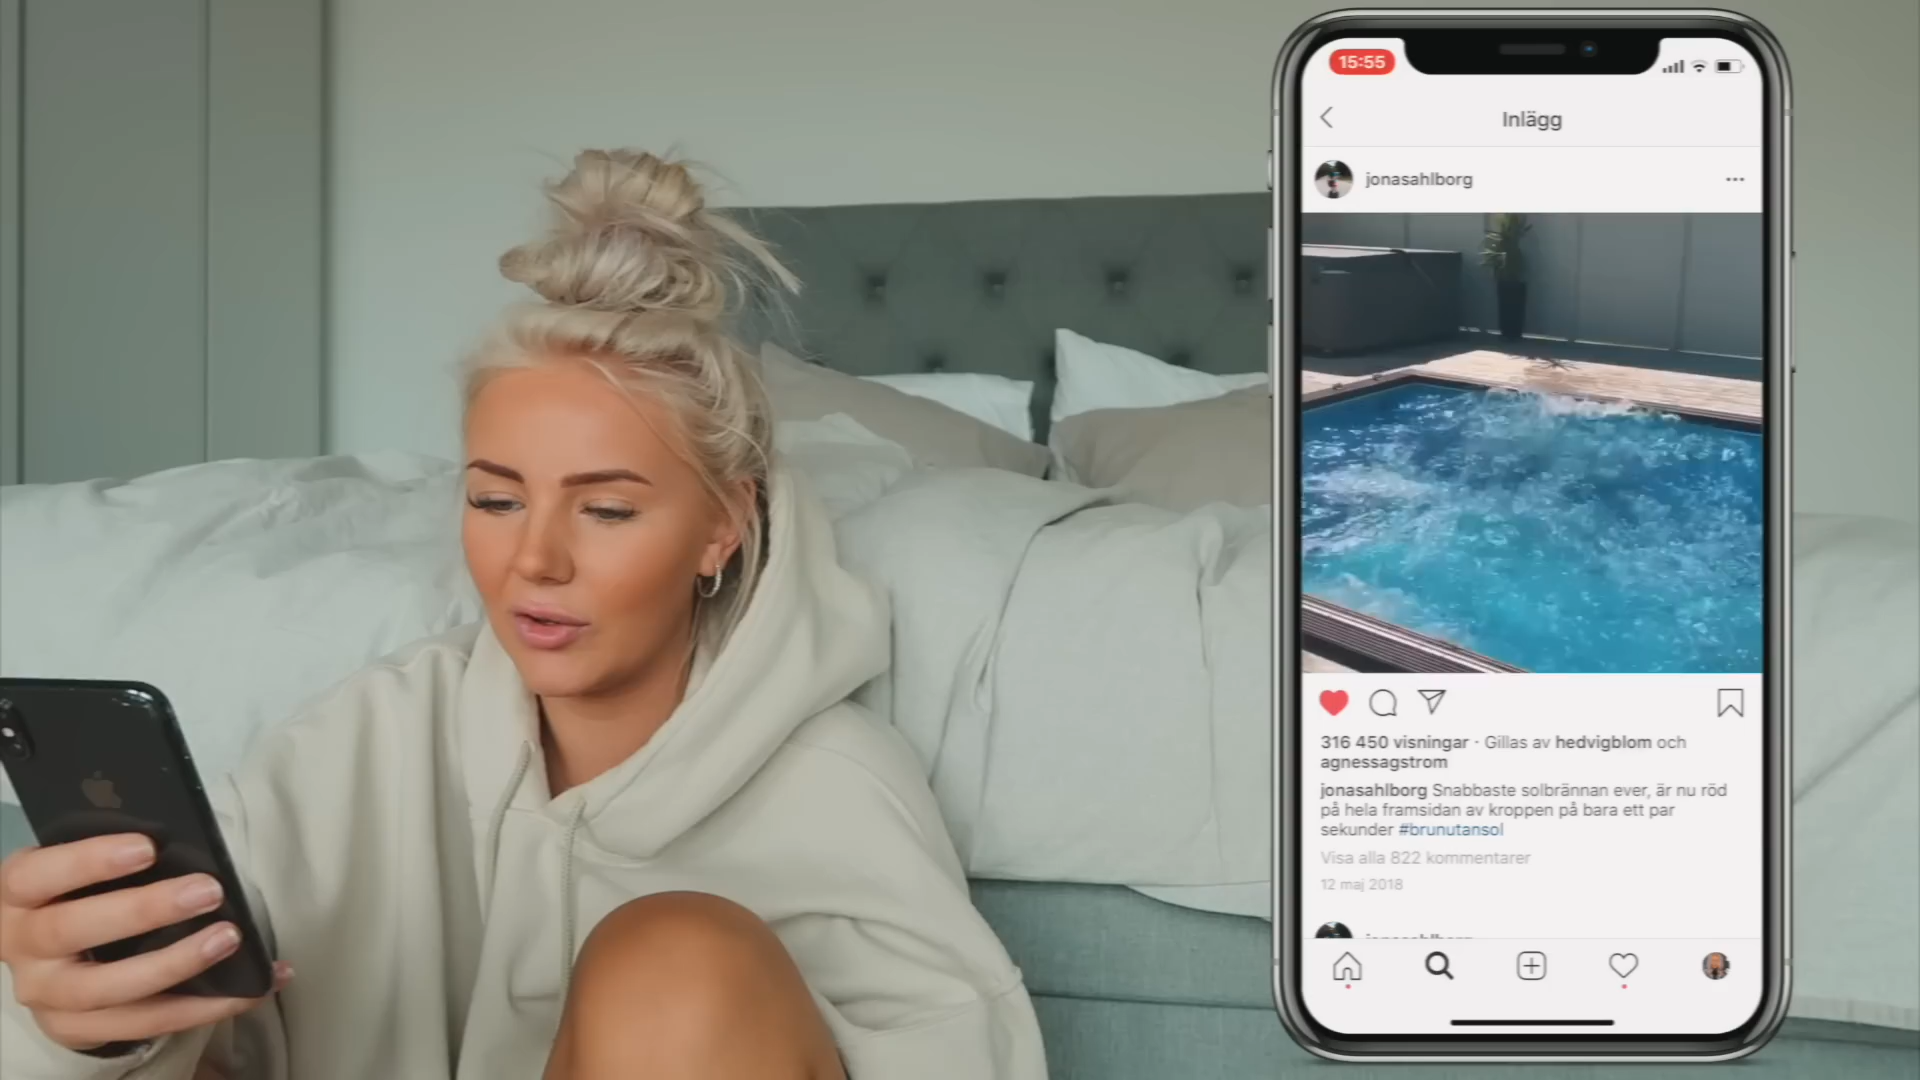 15:55
Inlägg
jonasahlborg
316 450 visningar · Gillas av hedvigblom och
agnessagstrom
jonasahlborg Snabbaste solbrännan ever, är nu röd
på hela framsidan av kroppen på bara ett par
sekunder #brunutansol
Visa alla 822 kommentarer
12 maj 2018
jonasahlborg